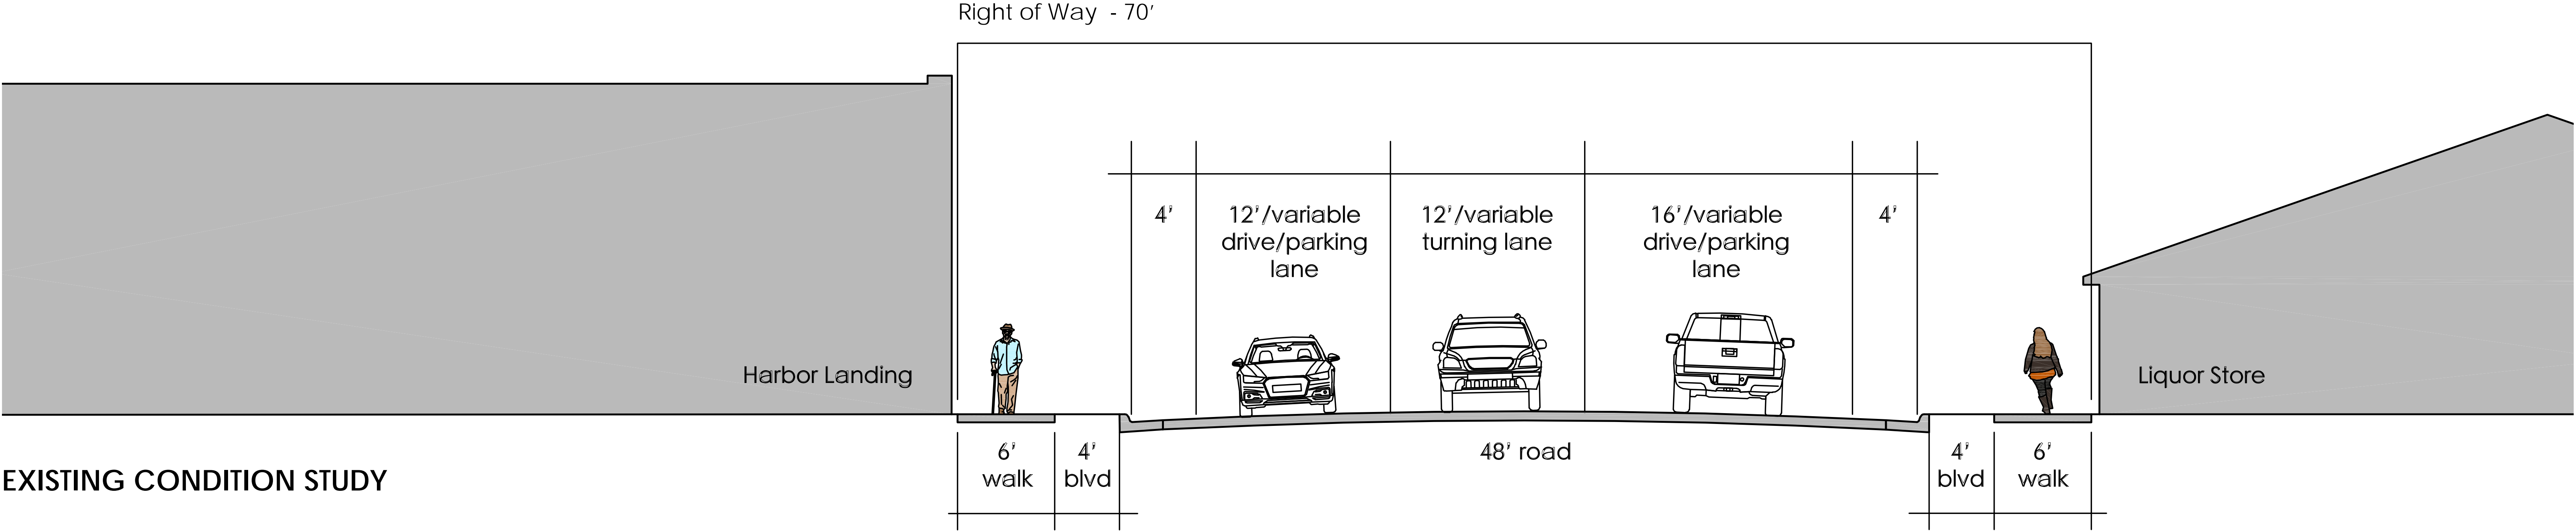 Right of Way - 70'
4'
12'/variable
drive/parking
lane
12'/variable
turning lane
16'/variable
drive/parking
lane
4'
Harbor Landing
Liquor Store
6'
walk
4'
blvd
48' road
4'
blvd
6'
walk
EXISTING CONDITION STUDY